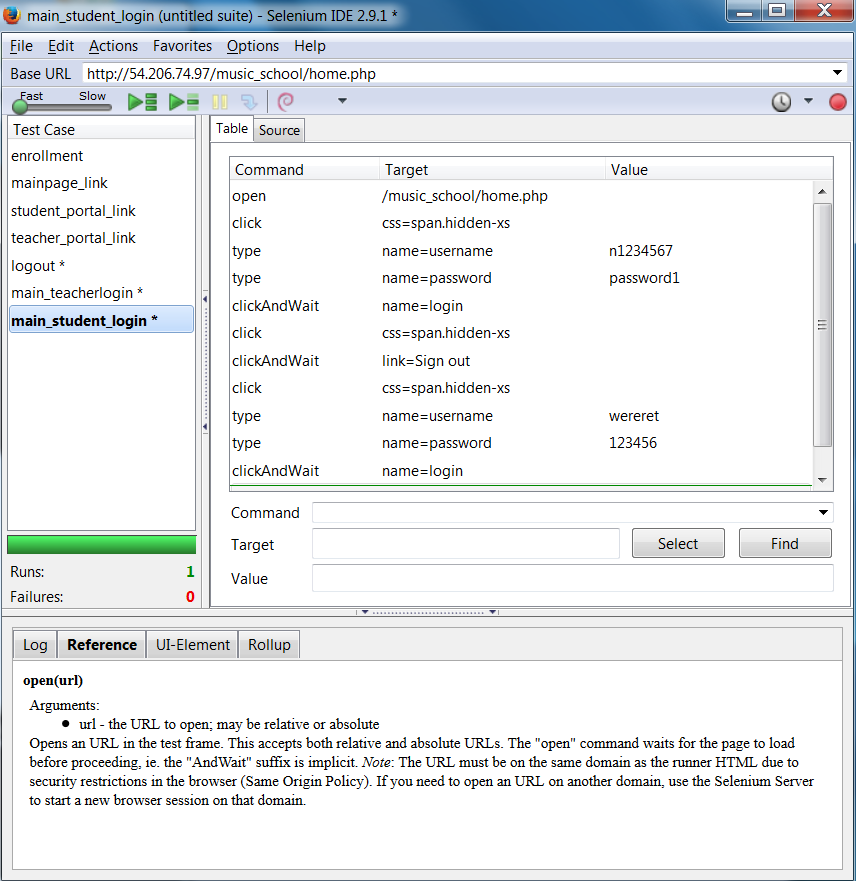 main_student_login (untitled suite) - Selenium IDE 2.9.1 *
File Edit Actions Favorites Options Help
Base URL http://54.206.74.97/music_school/home.php
Fast Slow
Test Case
enrollment
mainpage_link
student_portal_link
teacher_portal_link
logout *
main_teacherlogin *
main_student_login *
Runs: 1
Failures: 0
Table Source
Command Target Value
open /music_school/home.php
click css=span.hidden-xs
type name=username n1234567
type name=password password1
clickAndWait name=login
click css=span.hidden-xs
clickAndWait link=Sign out
click css=span.hidden-xs
type name=username wereret
type name=password 123456
clickAndWait name=login
Command
Target Select Find
Value
Log Reference UI-Element Rollup
open(url)
Arguments:
• url - the URL to open; may be relative or absolute
Opens an URL in the test frame. This accepts both relative and absolute URLs. The "open" command waits for the page to load
before proceeding, ie. the "AndWait" suffix is implicit. Note: The URL must be on the same domain as the runner HTML due to
security restrictions in the browser (Same Origin Policy). If you need to open an URL on another domain, use the Selenium Server
to start a new browser session on that domain.